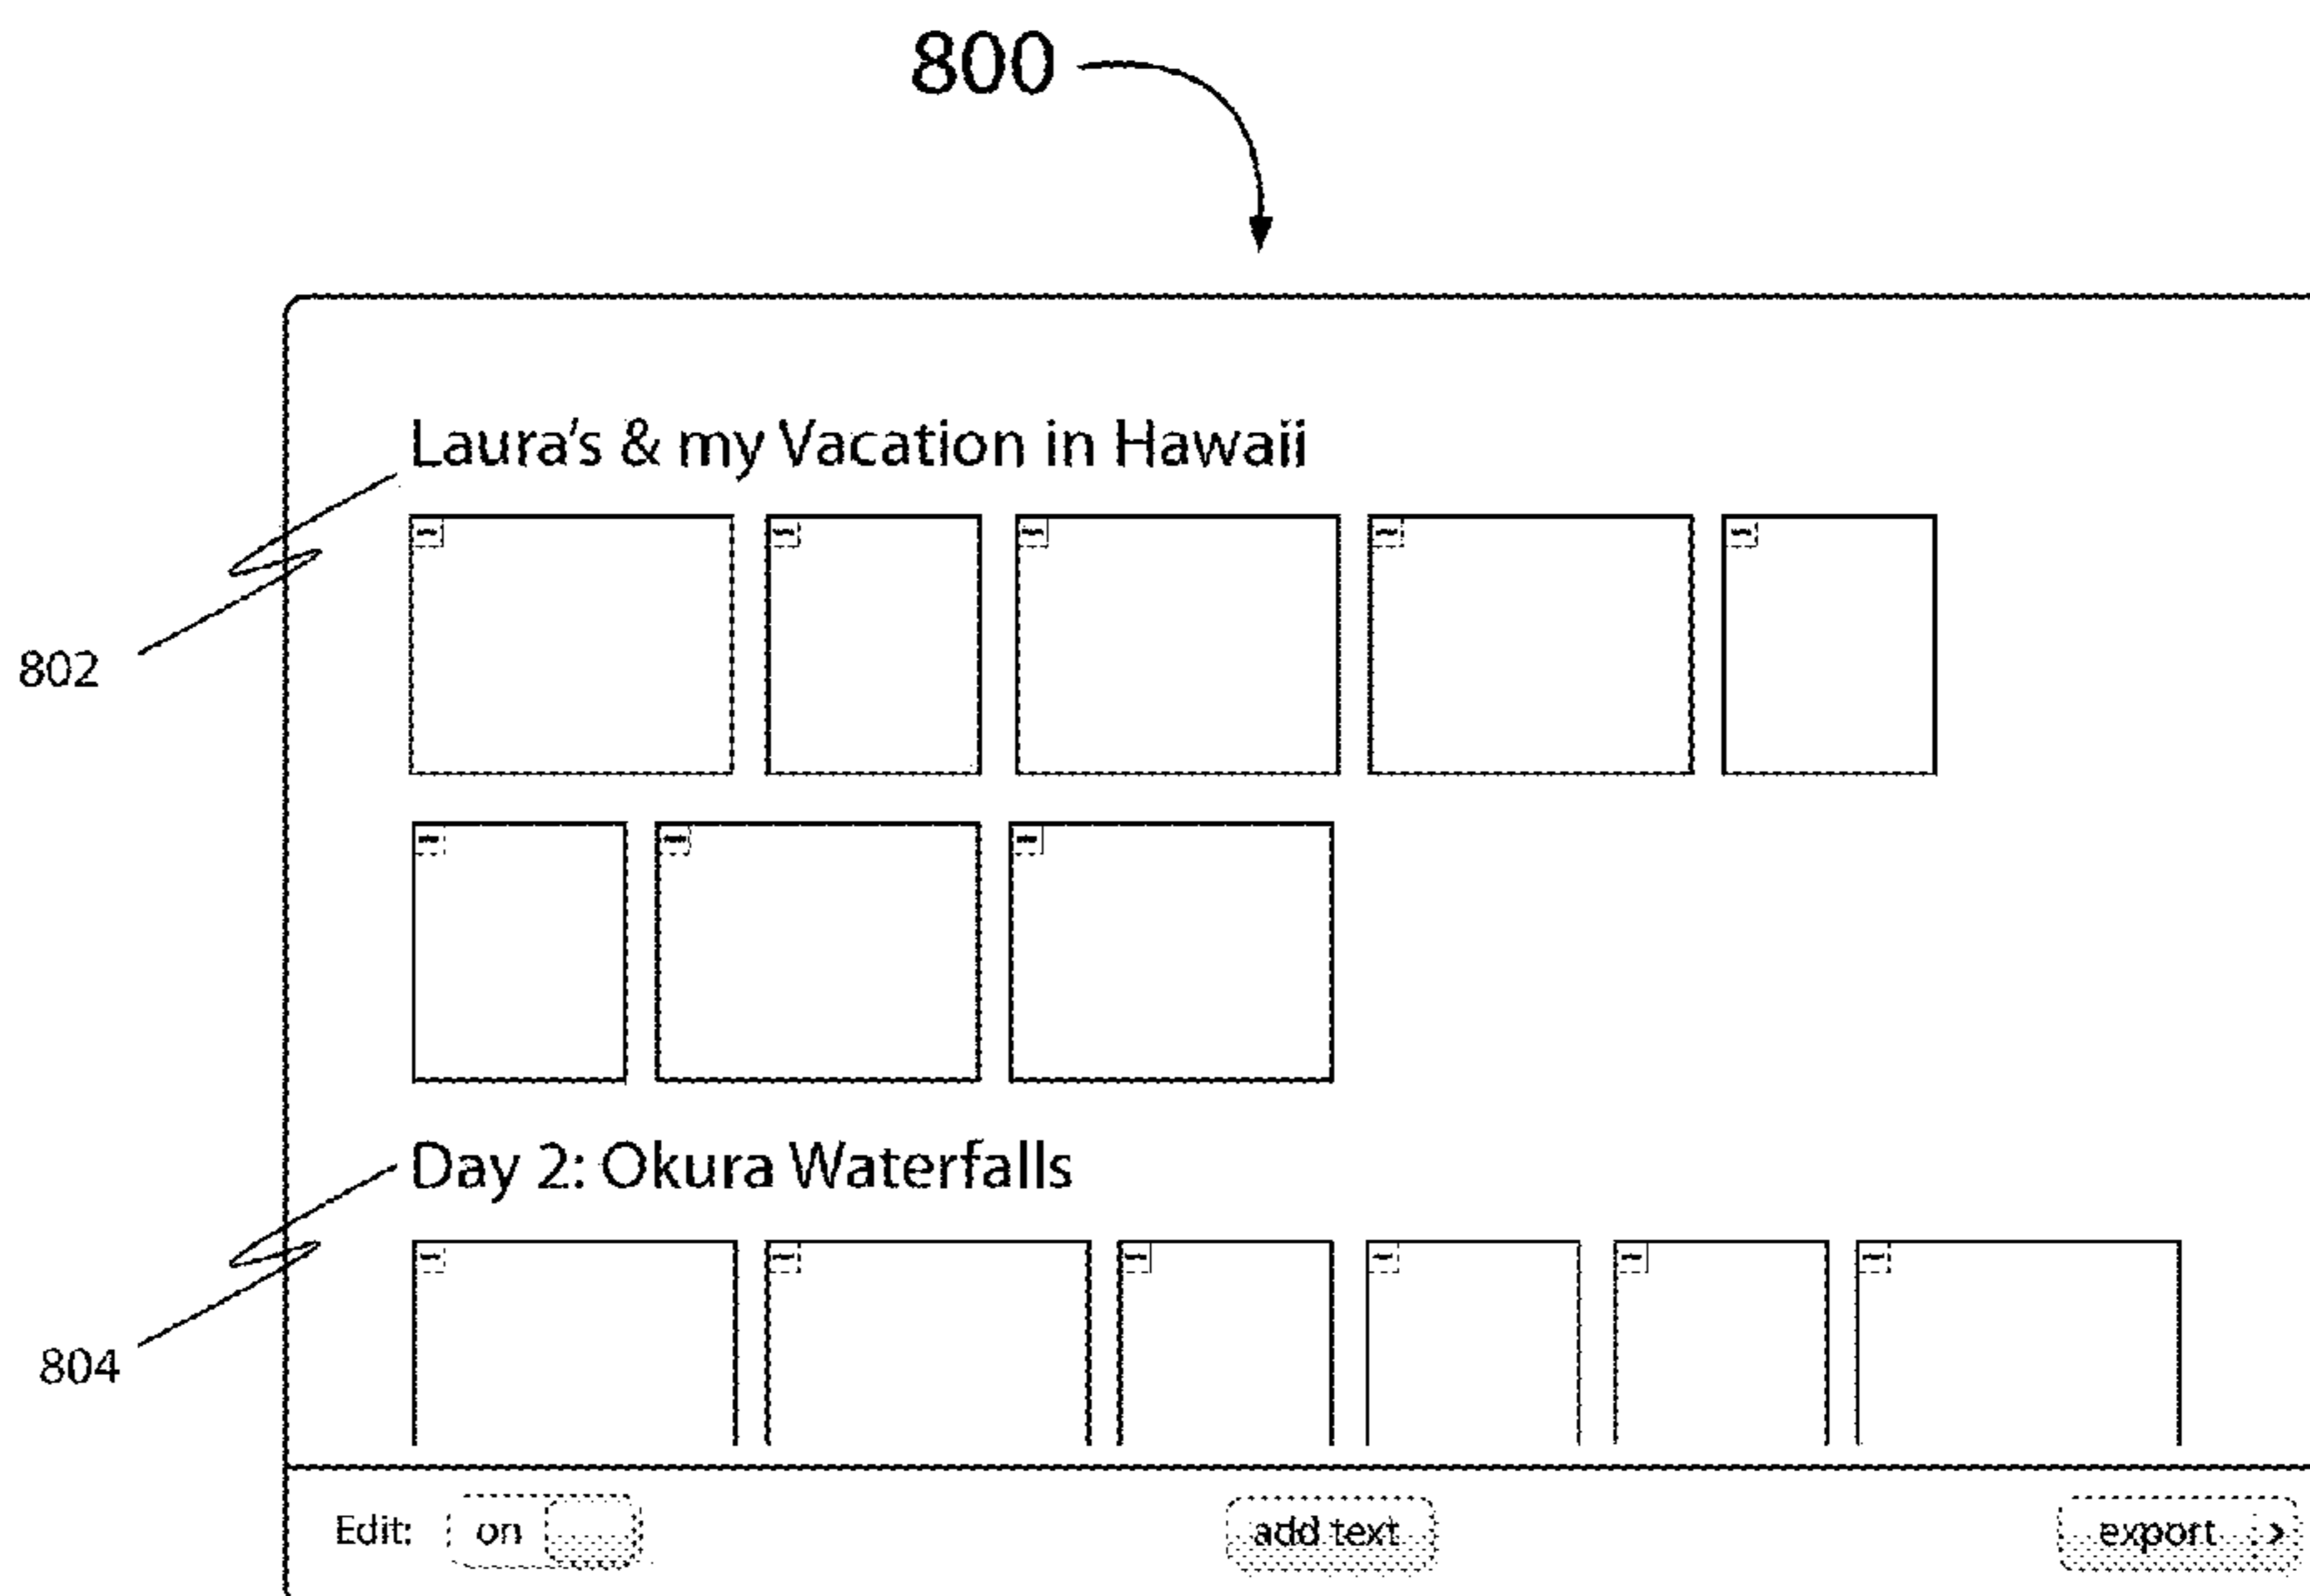 800
Laura's & my Vacation in Hawaii
802
Day 2: Okura Waterfalls
804
Edit: on add text export >